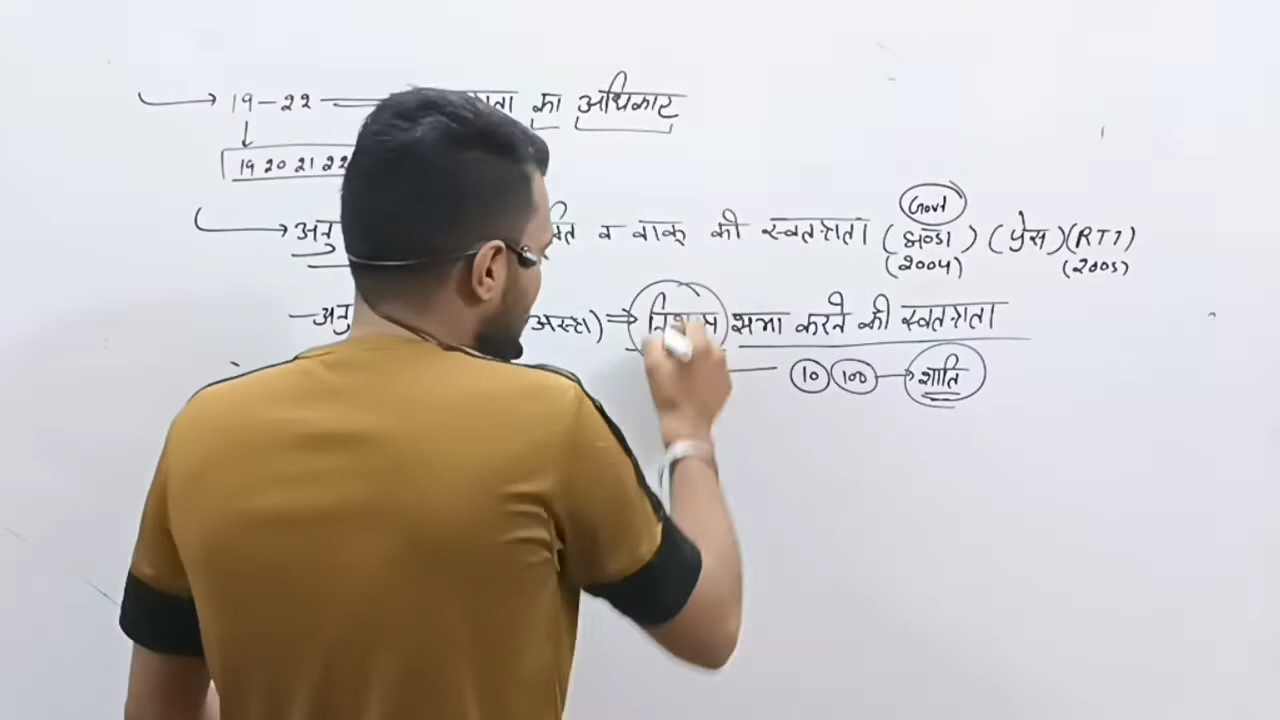 19-22 का अधिकार
19 20 21 22
Govt
अनु व वाक् की स्वतंत्रता (झण्डा) (प्रेस) (RTI)
(2004) (2005)
अनु सभा करने की स्वतंत्रता
10 100 शांति